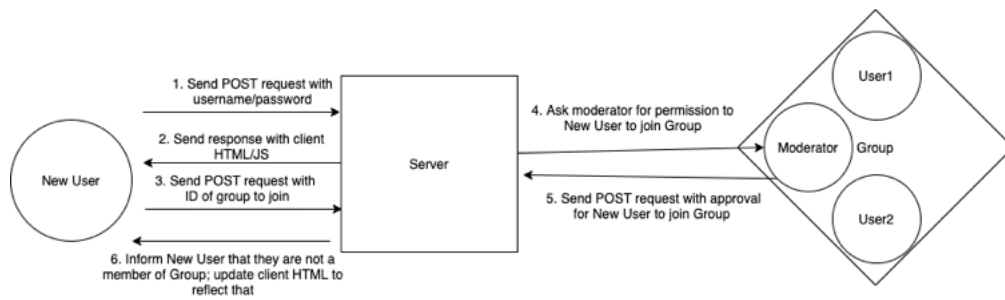 1. Send POST request with
username/password
2. Send response with client
HTML/JS
3. Send POST request with
ID of group to join
6. Inform New User that they are not a
member of Group; update client HTML to
reflect that
New User
Server
4. Ask moderator for permission to
New User to join Group
5. Send POST request with approval
for New User to join Group
User1
Moderator
Group
User2